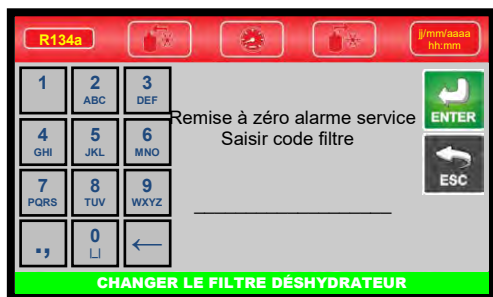 R134a
jj/mm/aaaa
hh:mm
1
2
ABC
3
DEF
4
GHI
5
JKL
6
MNO
7
PQRS
8
TUV
9
WXYZ
.,
0
←
Remise à zéro alarme service
Saisir code filtre
ENTER
ESC
CHANGER LE FILTRE DÉSHYDRATEUR